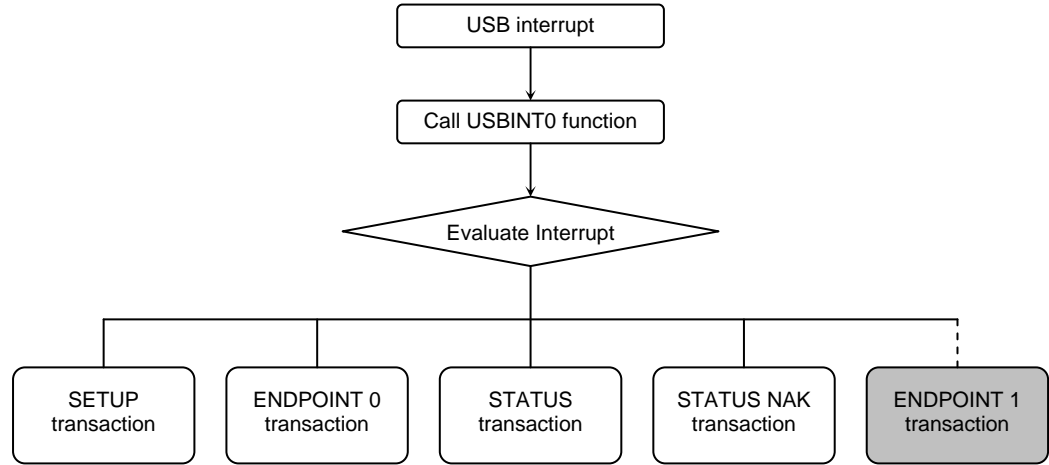 USB interrupt
Call USBINT0 function
Evaluate Interrupt
SETUP
transaction
ENDPOINT 0
transaction
STATUS
transaction
STATUS NAK
transaction
ENDPOINT 1
transaction